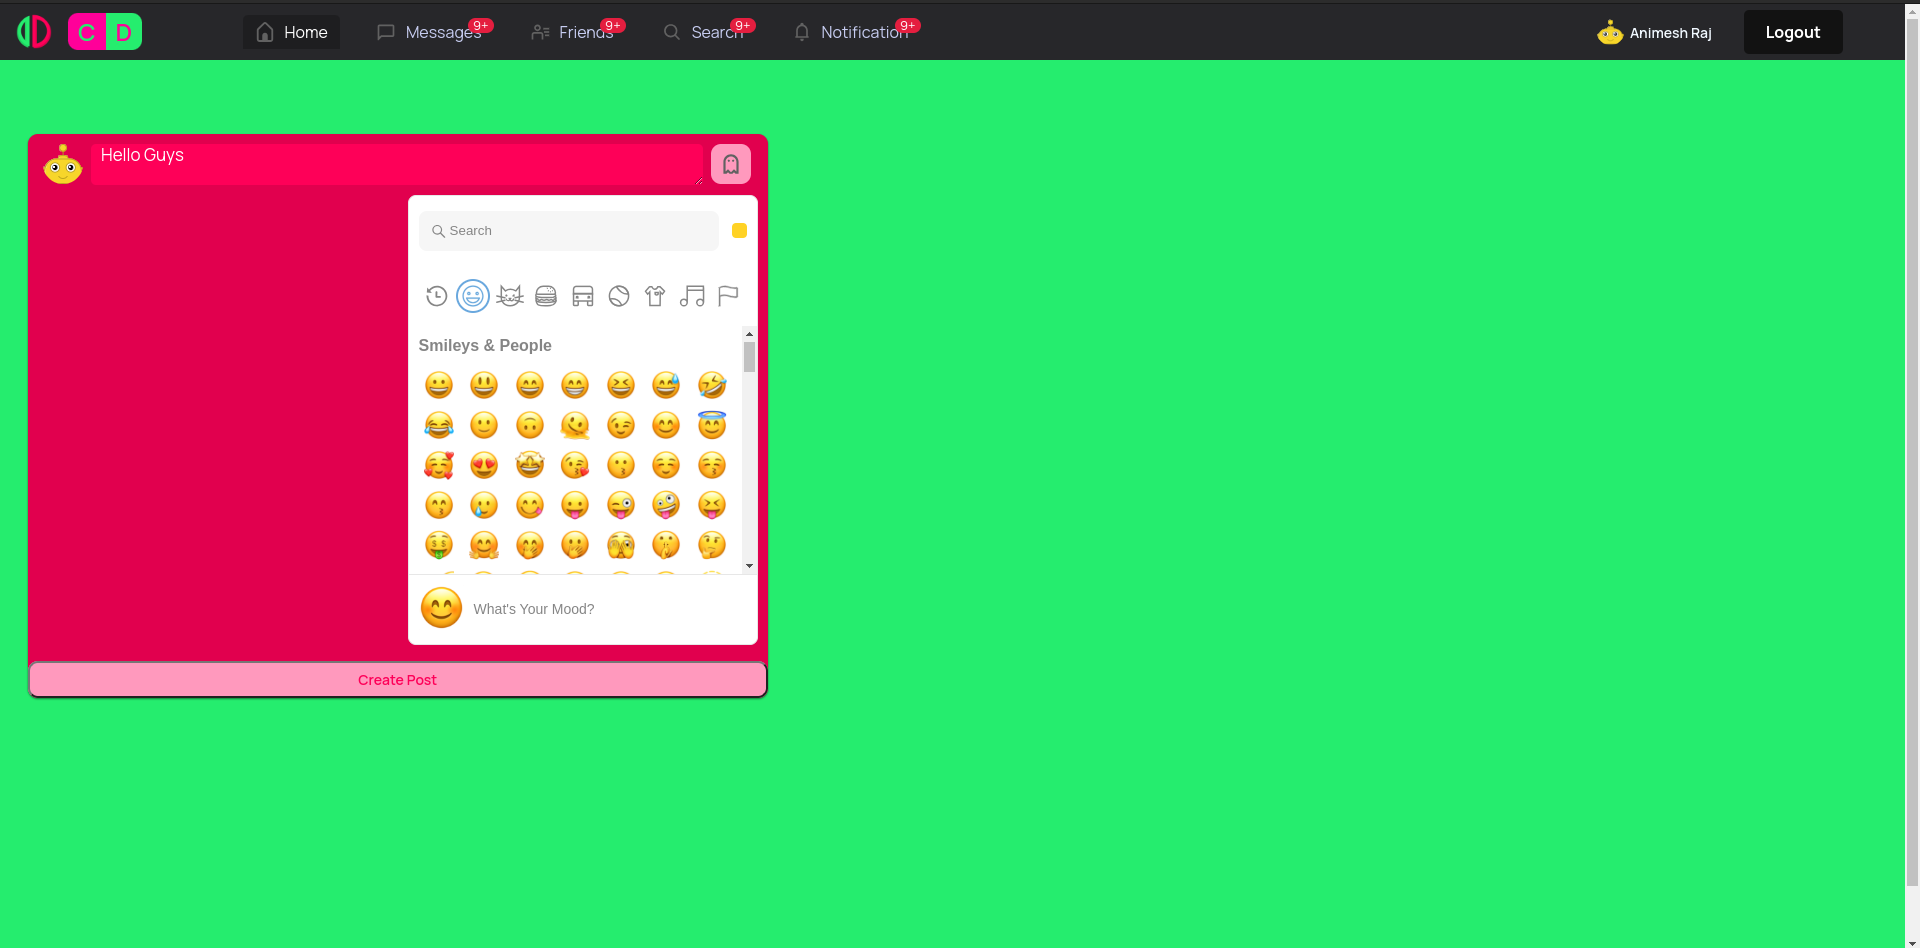 C D
Home
Messages 9+
Friends 9+
Search 9+
Notification 9+
Animesh Raj
Logout
Hello Guys
Search
Smileys & People
What's Your Mood?
Create Post